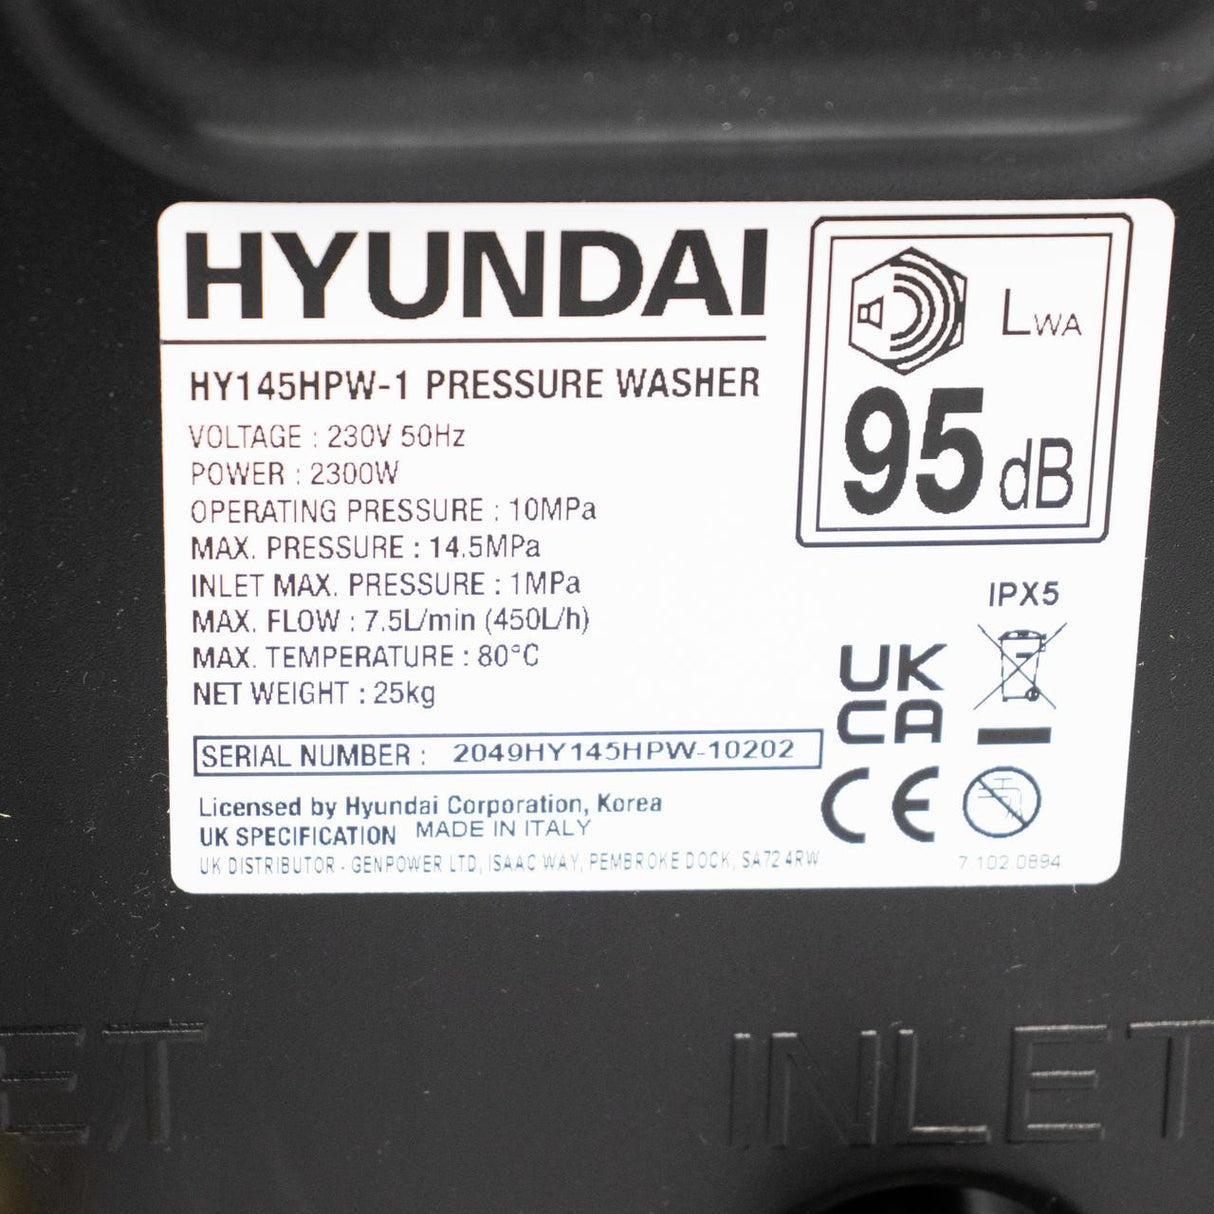 HYUNDAI
HY145HPW-1 PRESSURE WASHER
VOLTAGE : 230V 50Hz
POWER : 2300W
OPERATING PRESSURE : 10MPa
MAX. PRESSURE : 14.5MPa
INLET MAX. PRESSURE : 1MPa
MAX. FLOW : 7.5L/min (450L/h)
MAX. TEMPERATURE : 80°C
NET WEIGHT : 25kg
SERIAL NUMBER : 2049HY145HPW-10202
Licensed by Hyundai Corporation, Korea
UK SPECIFICATION MADE IN ITALY
UK DISTRIBUTOR - GENPOWER LTD, ISAAC WAY, PEMBROKE DOCK, SA72 4RW
LWA
95 dB
IPX5
UK
CA
CE
7.102.0894
INLET